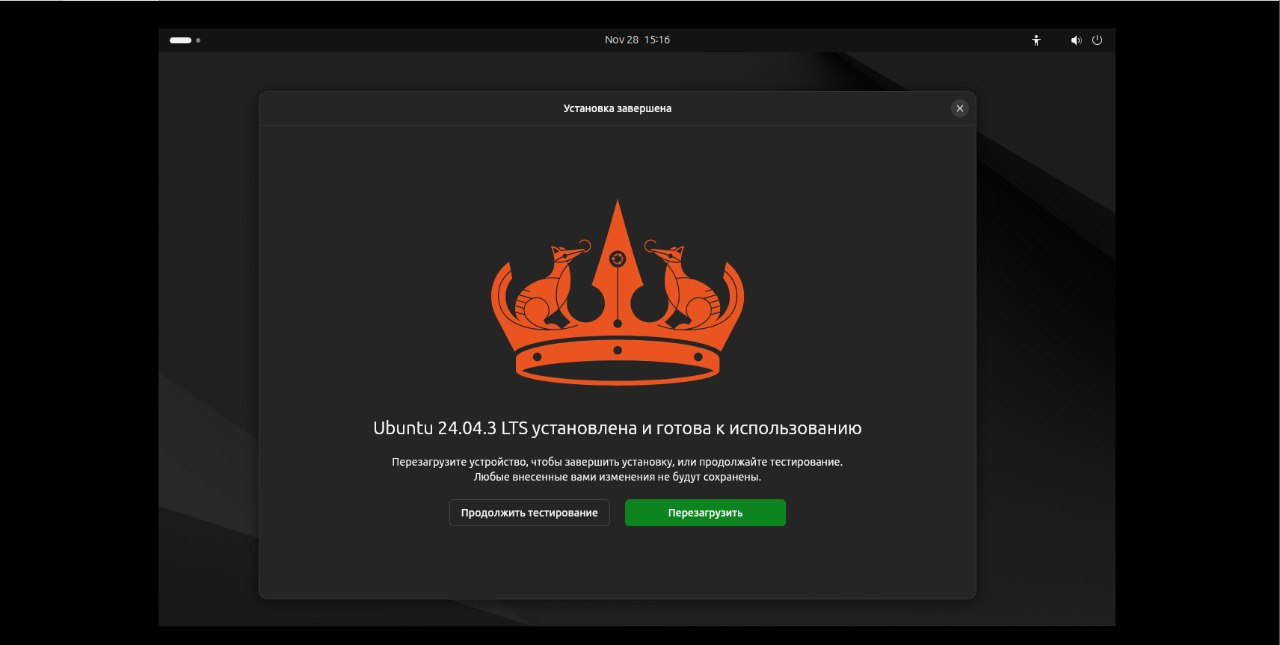 Nov 28 15:16
Установка завершена
Ubuntu 24.04.3 LTS установлена и готова к использованию
Перезагрузите устройство, чтобы завершить установку, или продолжайте тестирование.
Любые внесенные вами изменения не будут сохранены.
Продолжить тестирование
Перезагрузить